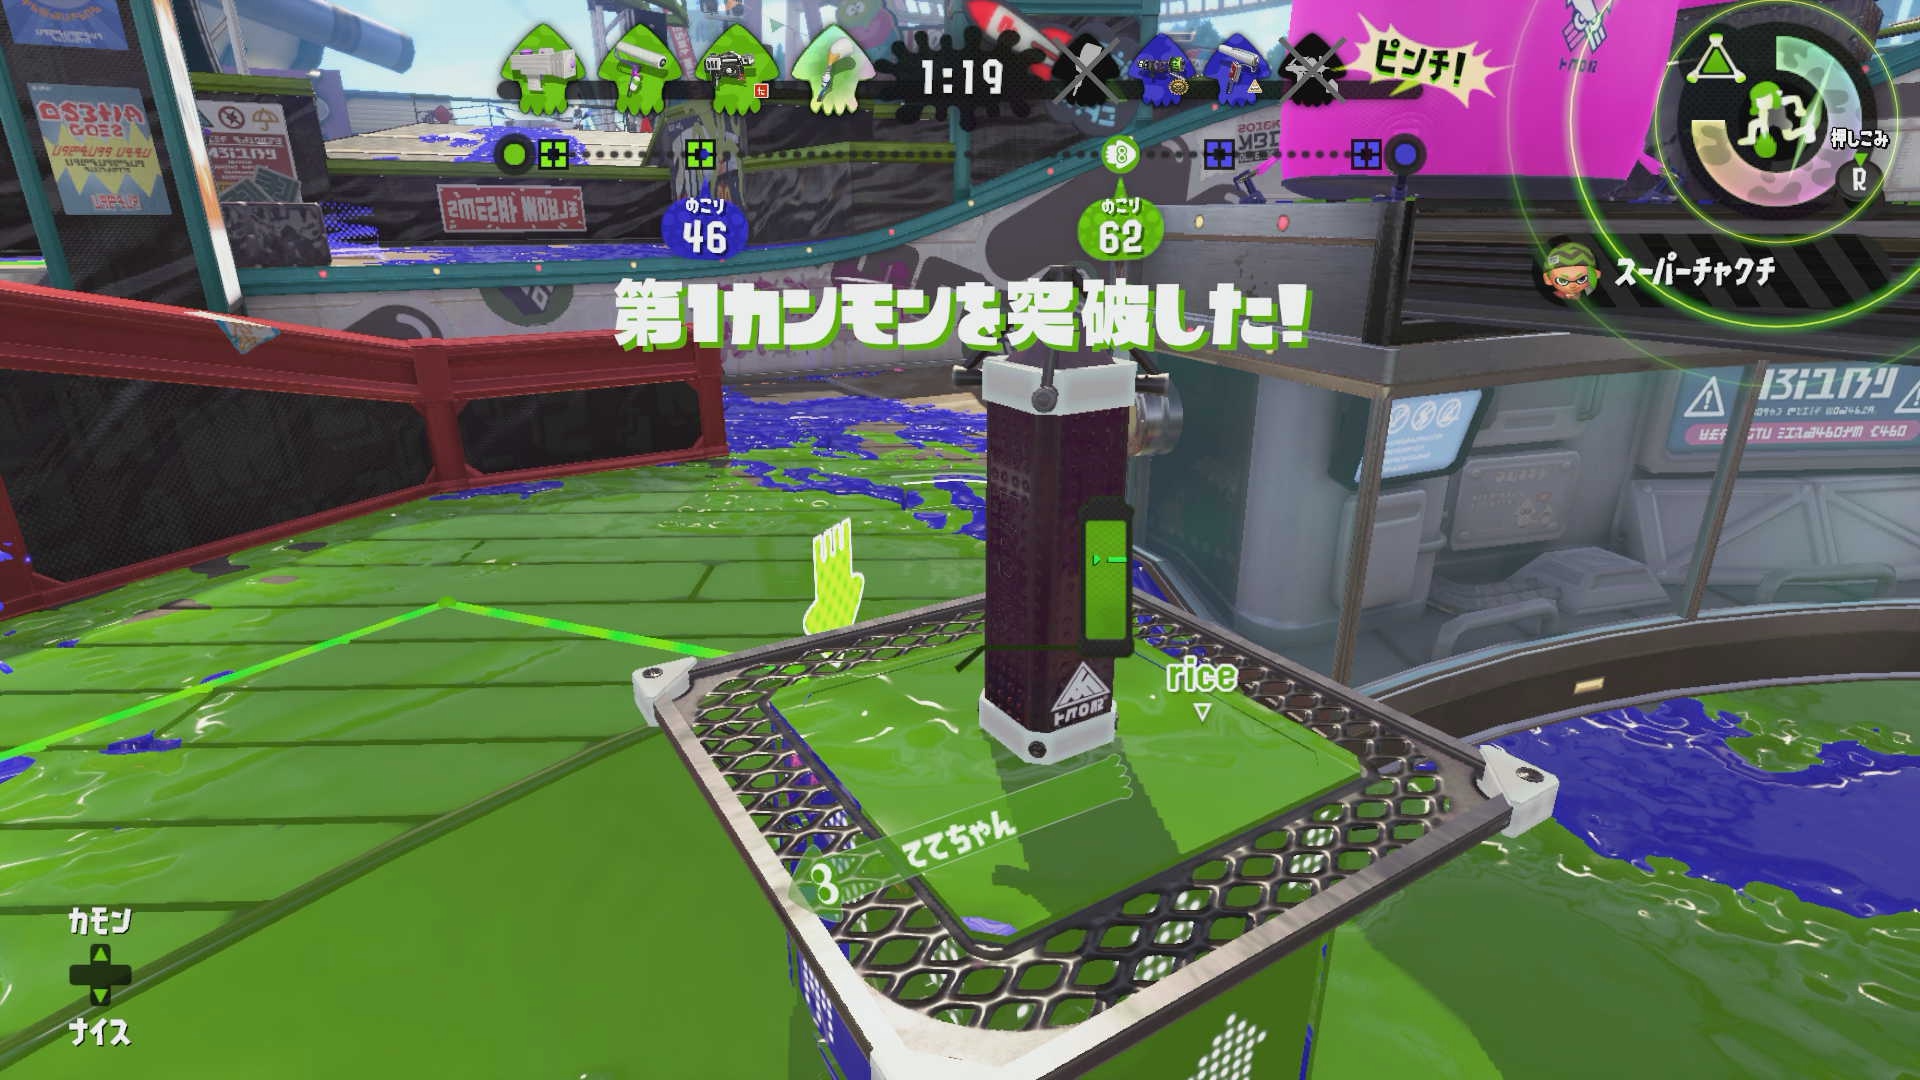 1:19
ピンチ!
押しこみ
R
8
のこり
46
のこり
62
スーパーチャクチ
第1カンモンを突破した!
rice
ててちゃん
3
カモン
ナイス